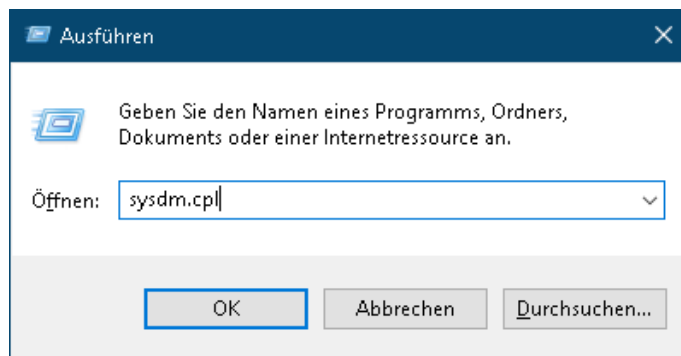 Ausführen
Geben Sie den Namen eines Programms, Ordners,
Dokuments oder einer Internetressource an.
Öffnen: sysdm.cpl
OK Abbrechen Durchsuchen...